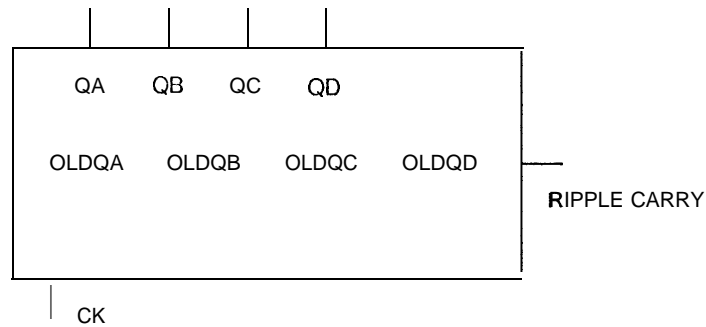 QA QB QC QD
OLDQA OLDQB OLDQC OLDQD
RIPPLE CARRY
CK